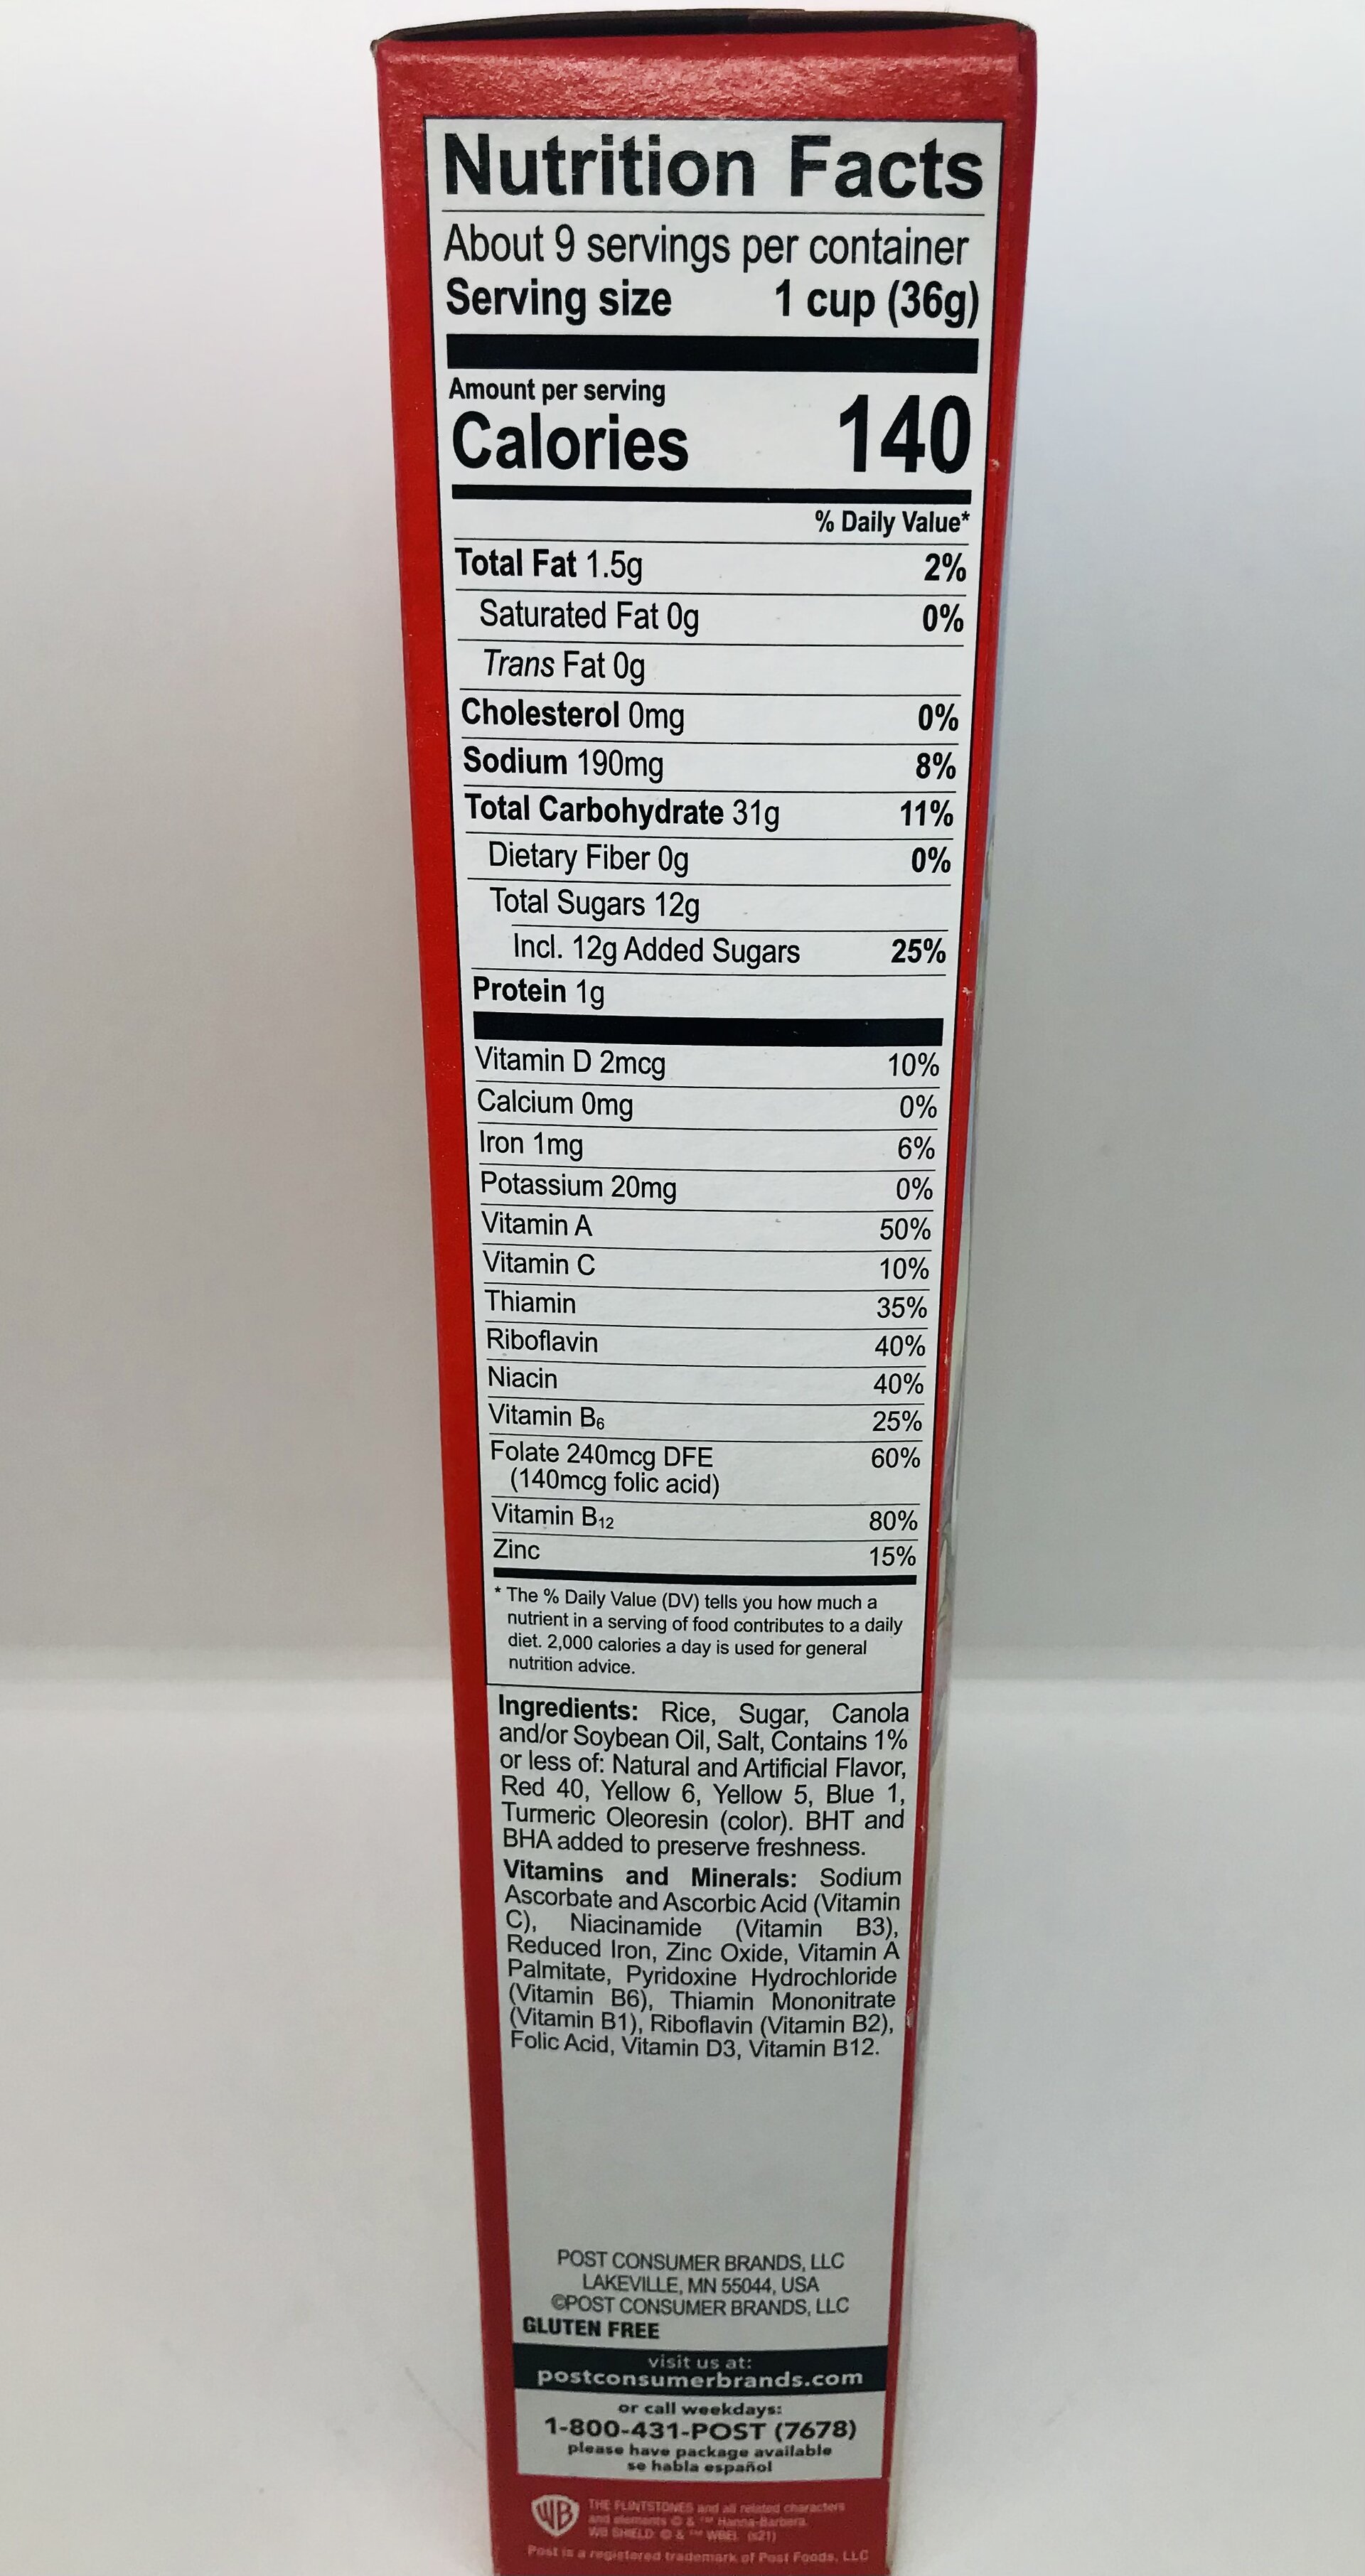 Nutrition Facts
About 9 servings per container
Serving size 1 cup (36g)
Amount per serving
Calories 140
% Daily Value*
Total Fat 1.5g 2%
Saturated Fat 0g 0%
Trans Fat 0g
Cholesterol 0mg 0%
Sodium 190mg 8%
Total Carbohydrate 31g 11%
Dietary Fiber 0g 0%
Total Sugars 12g
Incl. 12g Added Sugars 25%
Protein 1g
Vitamin D 2mcg 10%
Calcium 0mg 0%
Iron 1mg 6%
Potassium 20mg 0%
Vitamin A 50%
Vitamin C 10%
Thiamin 35%
Riboflavin 40%
Niacin 40%
Vitamin B₆ 25%
Folate 240mcg DFE 60%
(140mcg folic acid)
Vitamin B₁₂ 80%
Zinc 15%
* The % Daily Value (DV) tells you how much a
nutrient in a serving of food contributes to a daily
diet. 2,000 calories a day is used for general
nutrition advice.
Ingredients: Rice, Sugar, Canola
and/or Soybean Oil, Salt, Contains 1%
or less of: Natural and Artificial Flavor,
Red 40, Yellow 6, Yellow 5, Blue 1,
Turmeric Oleoresin (color). BHT and
BHA added to preserve freshness.
Vitamins and Minerals: Sodium
Ascorbate and Ascorbic Acid (Vitamin
C), Niacinamide (Vitamin B3),
Reduced Iron, Zinc Oxide, Vitamin A
Palmitate, Pyridoxine Hydrochloride
(Vitamin B6), Thiamin Mononitrate
(Vitamin B1), Riboflavin (Vitamin B2),
Folic Acid, Vitamin D3, Vitamin B12.
POST CONSUMER BRANDS, LLC
LAKEVILLE, MN 55044, USA
©POST CONSUMER BRANDS, LLC
GLUTEN FREE
visit us at:
postconsumerbrands.com
or call weekdays:
1-800-431-POST (7678)
please have package available
se habla español
WB
THE FLINTSTONES and all related characters
and elements © & ™ Hanna-Barbera.
WB SHIELD: © & ™ WBEI. (s21)
Post is a registered trademark of Post Foods, LLC